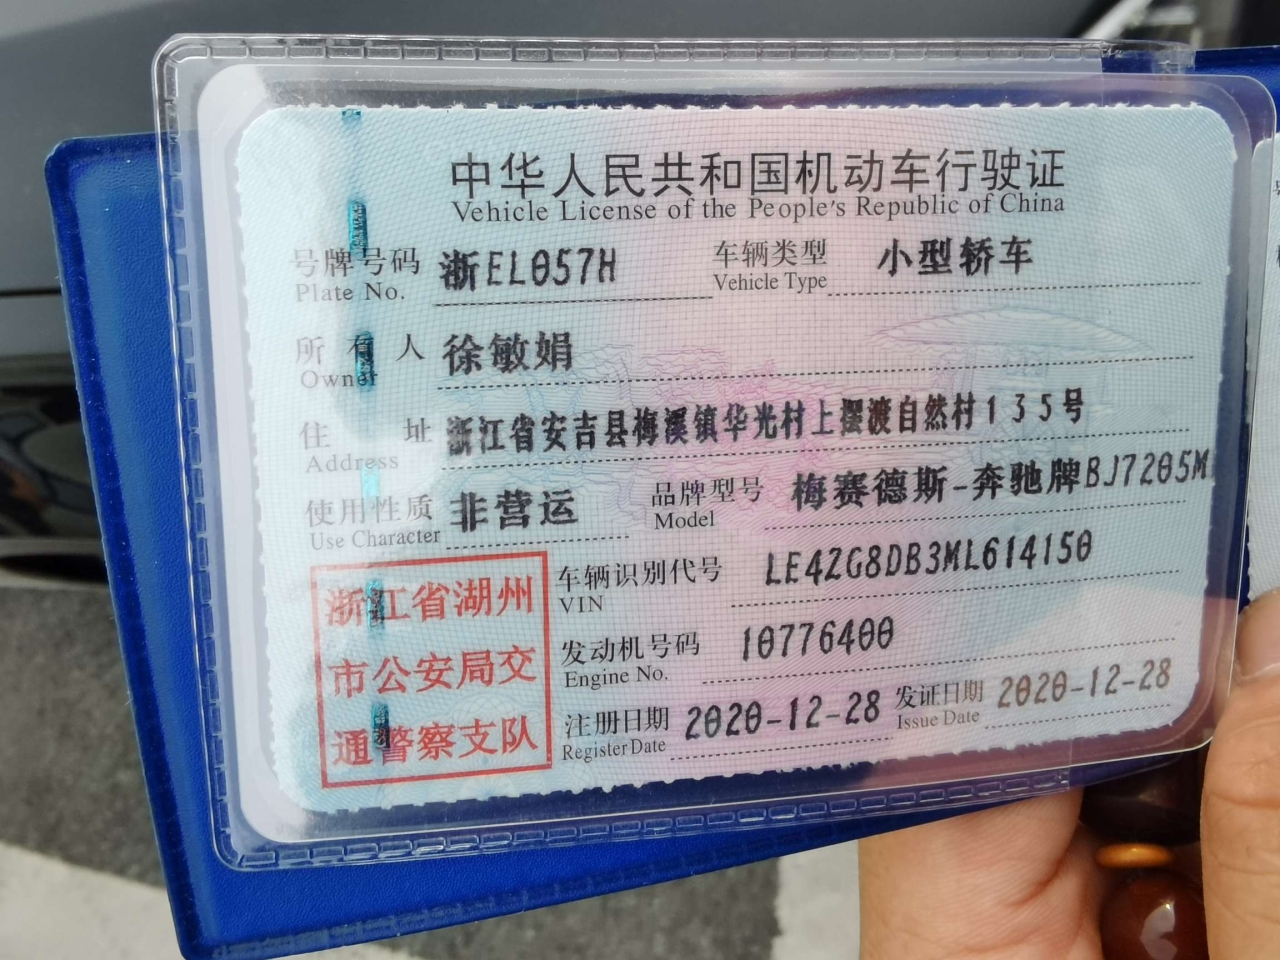 中华人民共和国机动车行驶证
Vehicle License of the People's Republic of China
号牌号码 浙EL057H 车辆类型 小型轿车
Plate No. Vehicle Type
所有人 徐敏娟
Owner
住址 浙江省安吉县梅溪镇华光村上摆渡自然村135号
Address
使用性质 非营运 品牌型号 梅赛德斯-奔驰牌BJ7205M
Use Character Model
浙江省湖州
市公安局交
通警察支队
车辆识别代号 LE4ZG8DB3ML614150
VIN
发动机号码 10776400
Engine No.
注册日期 2020-12-28 发证日期 2020-12-28
Register Date Issue Date